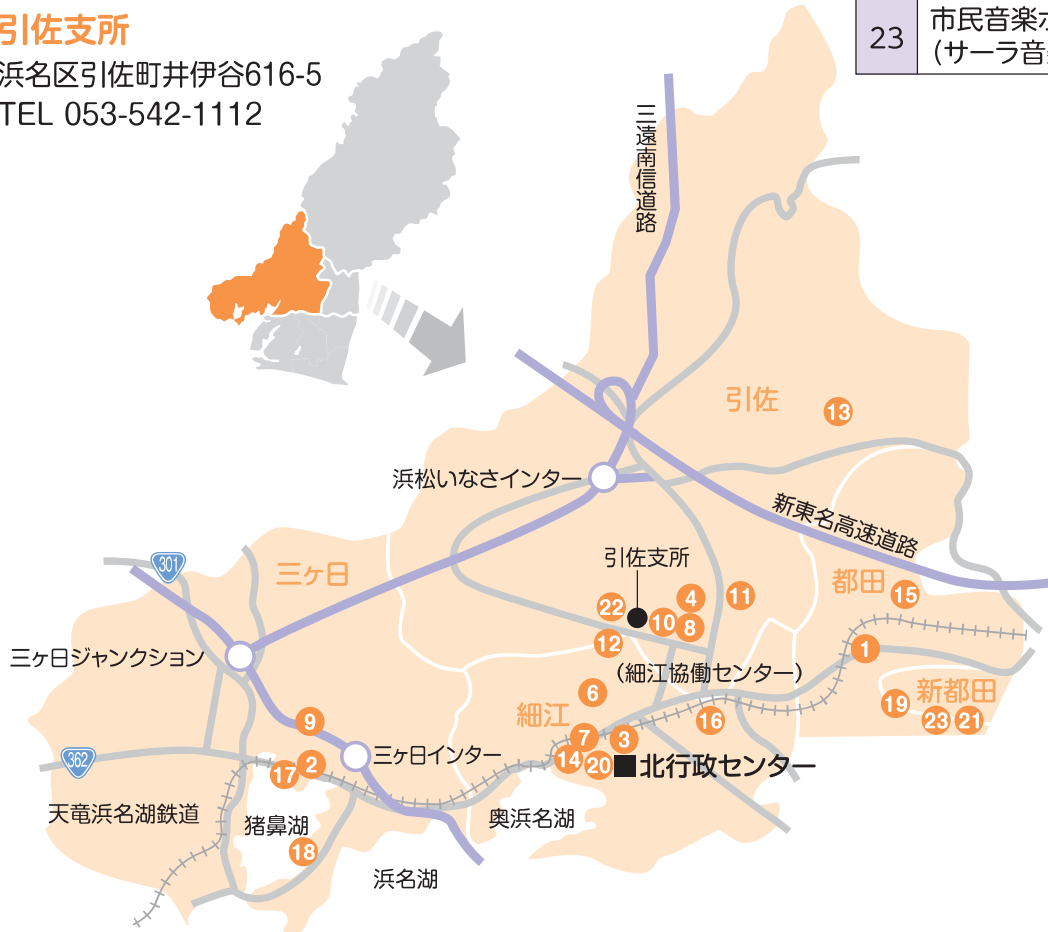 引佐支所
浜名区引佐町井伊谷616-5
TEL 053-542-1112
23
市民音楽ホ
(サーラ音
三遠南信道路
引佐
13
浜松いなさインター
新東名高速道路
301
三ヶ日
引佐支所
都田
15
4
11
22
10
8
12
1
三ヶ日ジャンクション
(細江協働センター)
6
新都田
19
23
21
細江
16
9
7
3
362
三ヶ日インター
14
20
北行政センター
17
2
天竜浜名湖鉄道
猪鼻湖
奥浜名湖
18
浜名湖